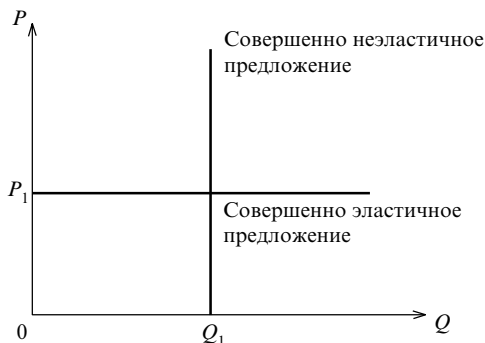 P
Совершенно неэластичное
предложение
P₁
Совершенно эластичное
предложение
0
Q₁
Q